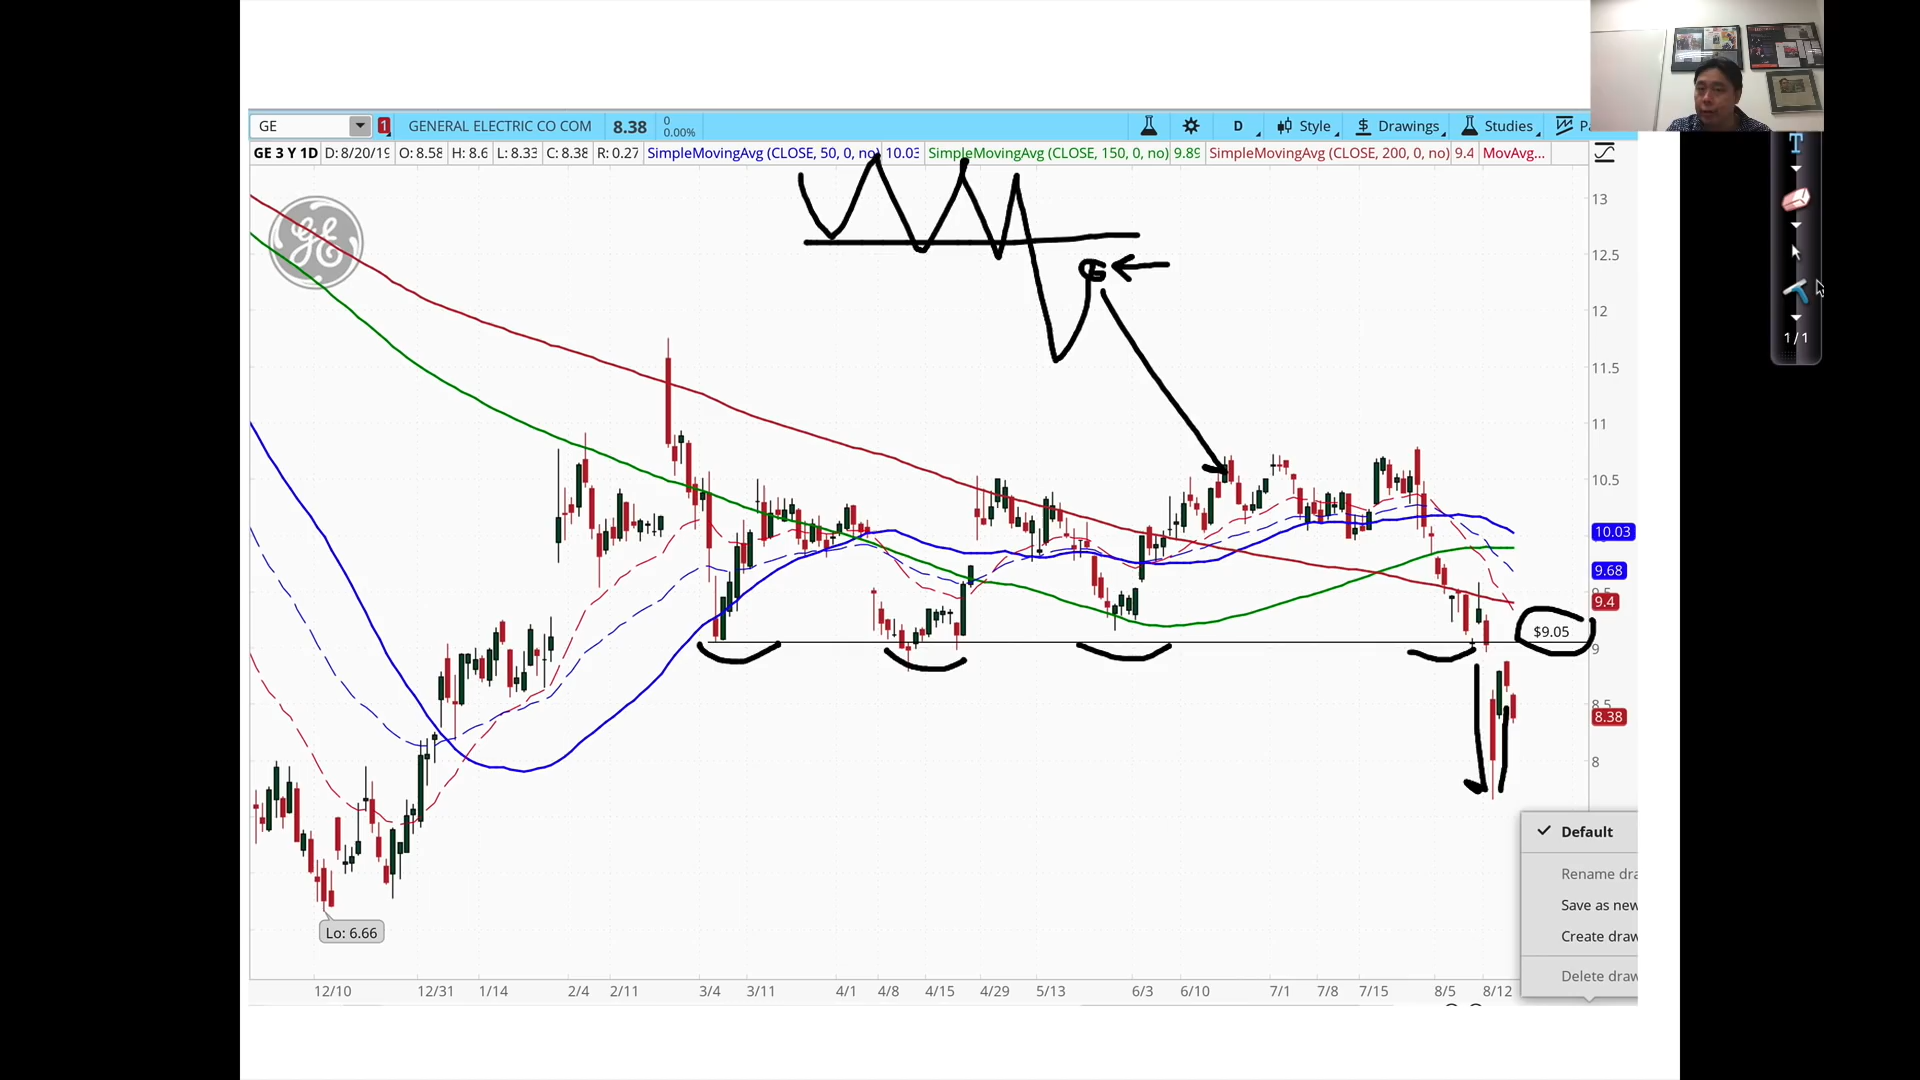 GE 1 GENERAL ELECTRIC CO COM 8.38 0 0.00% D Style $ Drawings Studies
GE 3 Y 1D D: 8/20/19 O: 8.58 H: 8.6 L: 8.33 C: 8.38 R: 0.27 SimpleMovingAvg (CLOSE, 50, 0, no) 10.03 SimpleMovingAvg (CLOSE, 150, 0, no) 9.89 SimpleMovingAvg (CLOSE, 200, 0, no) 9.4 MovAvg...
T
1/1
GE
13
12.5
12
11.5
11
10.5
10.03
9.68
9.4
$9.05
9
8.5
8.38
8
Lo: 6.66
Default
Rename dra
Save as new
Create draw
Delete draw
12/10 12/31 1/14 2/4 2/11 3/4 3/11 4/1 4/8 4/15 4/29 5/13 6/3 6/10 7/1 7/8 7/15 8/5 8/12